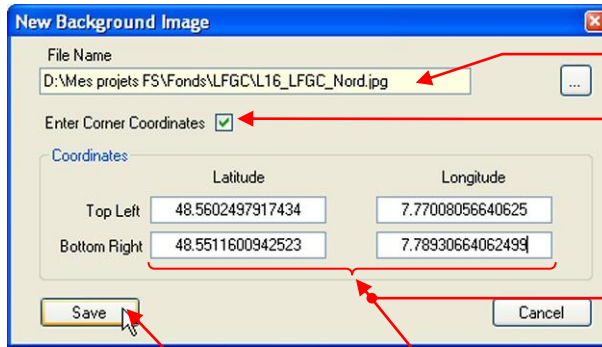 New Background Image
File Name
D:\Mes projets FS\Fonds\LFGC\L16_LFGC_Nord.jpg
...
Enter Corner Coordinates
Coordinates
Latitude Longitude
Top Left 48.5602497917434 7.77008056640625
Bottom Right 48.5511600942523 7.78930664062499
Save Cancel